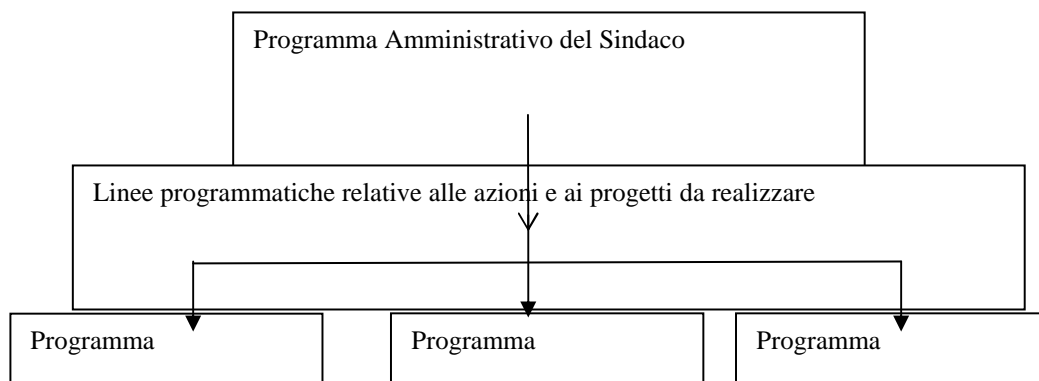 Programma Amministrativo del Sindaco
Linee programmatiche relative alle azioni e ai progetti da realizzare
Programma
Programma
Programma